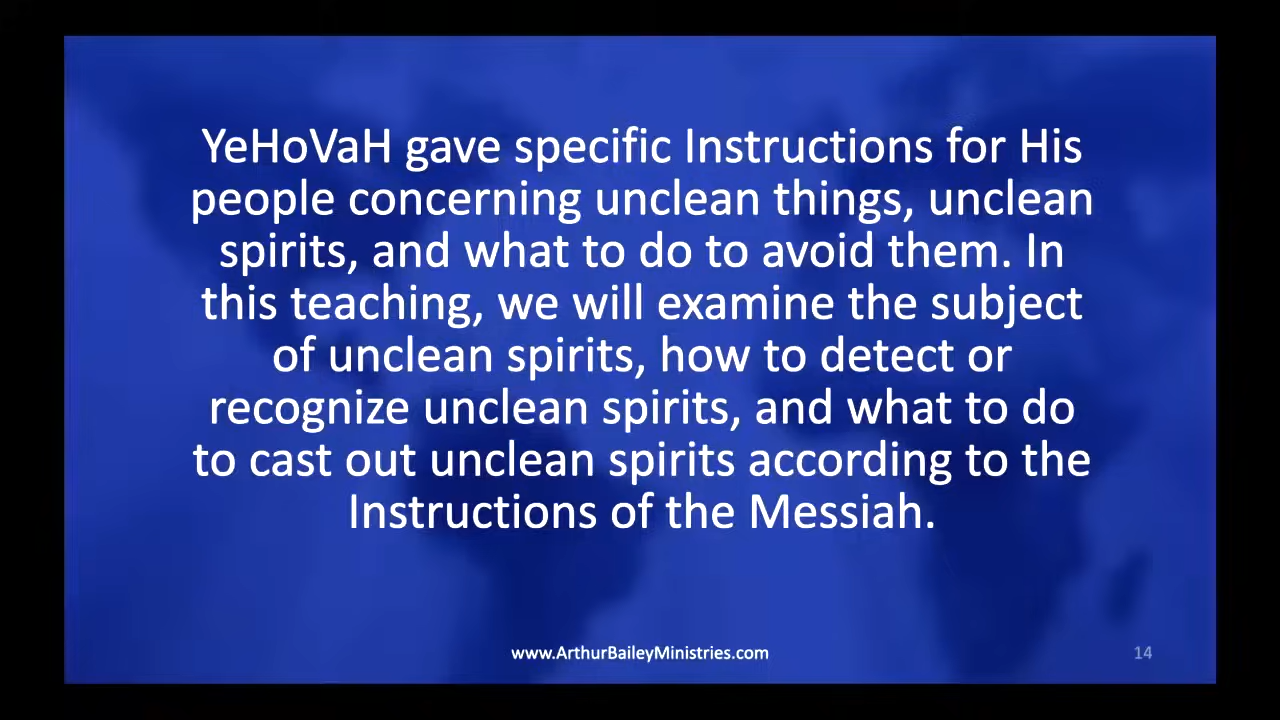 YeHoVaH gave specific Instructions for His
people concerning unclean things, unclean
spirits, and what to do to avoid them. In
this teaching, we will examine the subject
of unclean spirits, how to detect or
recognize unclean spirits, and what to do
to cast out unclean spirits according to the
Instructions of the Messiah.
www.ArthurBaileyMinistries.com
14